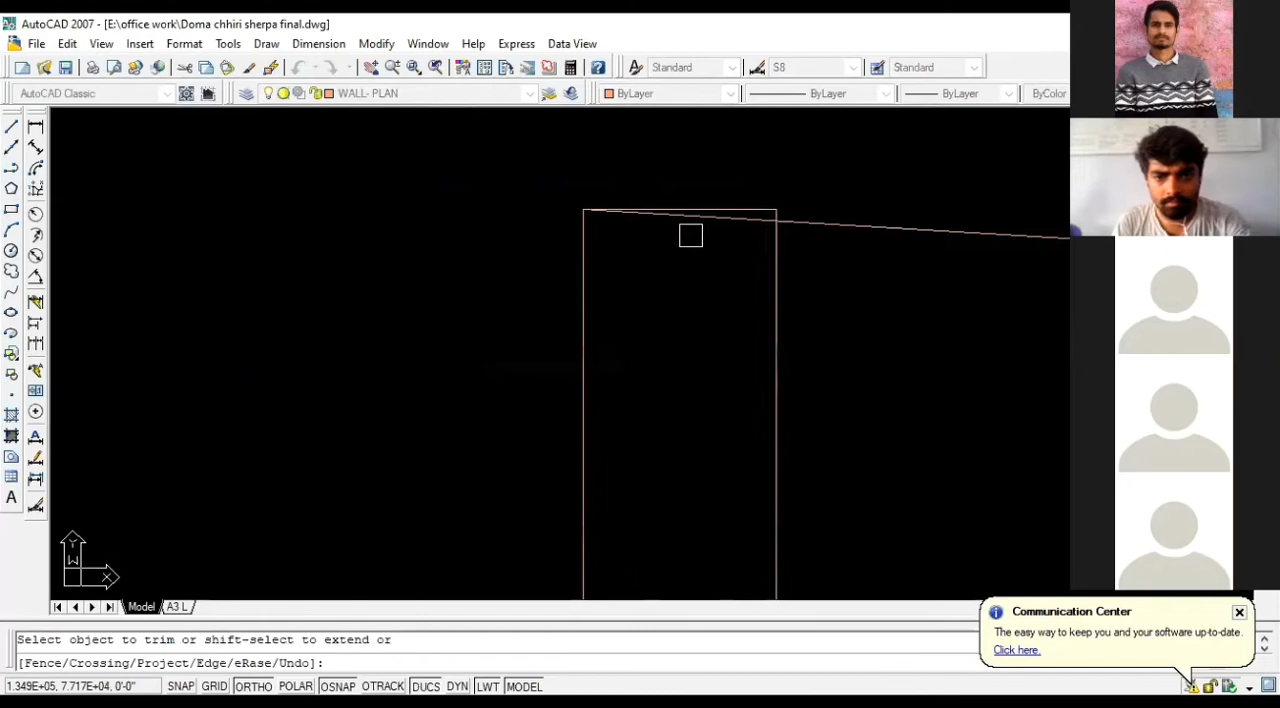 AutoCAD 2007 - [E:\office work\Doma chhiri sherpa final.dwg]
File Edit View Insert Format Tools Draw Dimension Modify Window Help Express Data View
Standard S8 Standard
AutoCAD Classic WALL- PLAN ByLayer ByLayer ByLayer ByColor
A
Y
W
X
Model A3 L
Communication Center
The easy way to keep you and your software up-to-date.
Click here.
Select object to trim or shift-select to extend or
[Fence/Crossing/Project/Edge/eRase/Undo]:
1.349E+05, 7.717E+04, 0'-0" SNAP GRID ORTHO POLAR OSNAP OTRACK DUCS DYN LWT MODEL